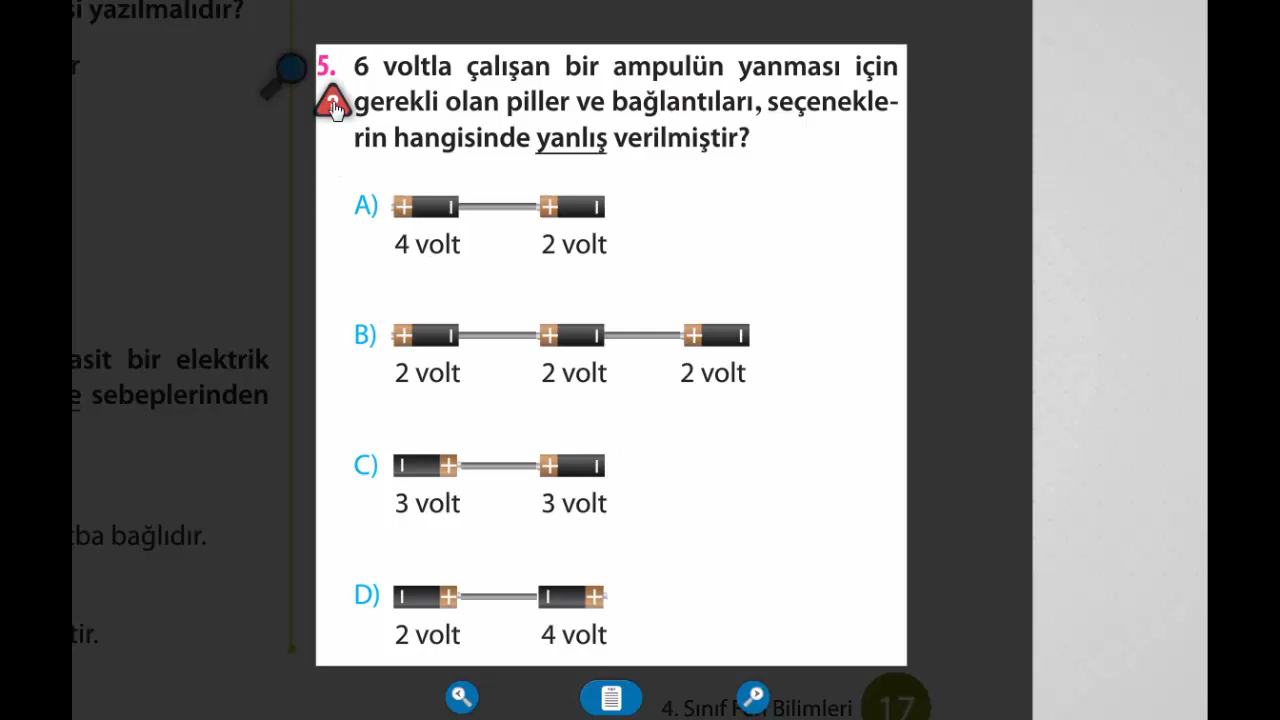 si yazılmalıdır?
5. 6 voltla çalışan bir ampulün yanması için
gerekli olan piller ve bağlantıları, seçenekle-
rin hangisinde yanlış verilmiştir?
A) + − + −
4 volt 2 volt
B) + − + − + −
2 volt 2 volt 2 volt
C) − + + −
3 volt 3 volt
D) − + − +
2 volt 4 volt
asit bir elektrik
e sebeplerinden
tba bağlıdır.
tir.
4. Sınıf Fen Bilimleri 17